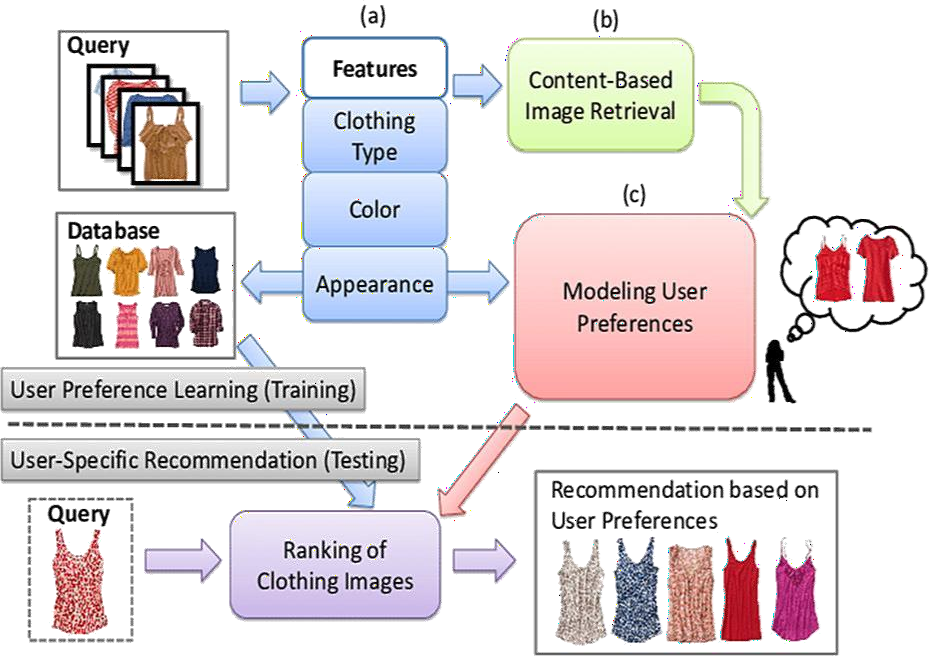 (a)
(b)
Query
Features
Content-Based
Image Retrieval
Clothing
Type
Color
(c)
Database
Appearance
Modeling User
Preferences
User Preference Learning (Training)
User-Specific Recommendation (Testing)
Query
Ranking of
Clothing Images
Recommendation based on
User Preferences